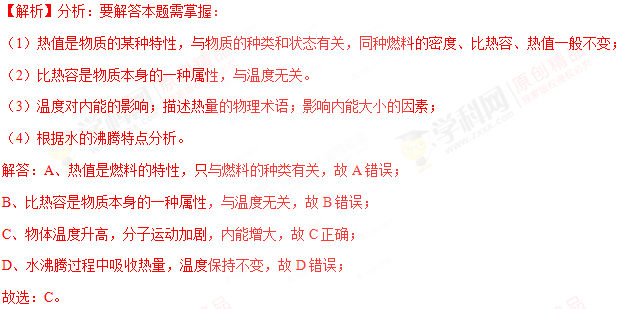 【解析】分析：要解答本题需掌握：
（1）热值是物质的某种特性，与物质的种类和状态有关，同种燃料的密度、比热容、热值一般不变；
（2）比热容是物质本身的一种属性，与温度无关。
（3）温度对内能的影响；描述热量的物理术语；影响内能大小的因素；
（4）根据水的沸腾特点分析。
解答：A、热值是燃料的特性，只与燃料的种类有关，故 A 错误；
B、比热容是物质本身的一种属性，与温度无关，故 B 错误；
C、物体温度升高，分子运动加剧，内能增大，故 C 正确；
D、水沸腾过程中吸收热量，温度保持不变，故 D 错误；
故选：C。